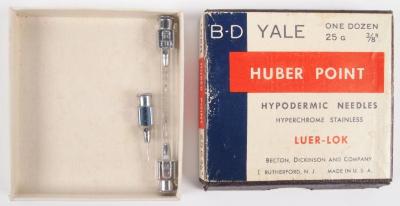 B-D YALE ONE DOZEN
25 G 3/8"
HUBER POINT
HYPODERMIC NEEDLES
HYPERCHROME STAINLESS
LUER-LOK
BECTON, DICKINSON AND COMPANY
RUTHERFORD, N. J. MADE IN U. S. A.